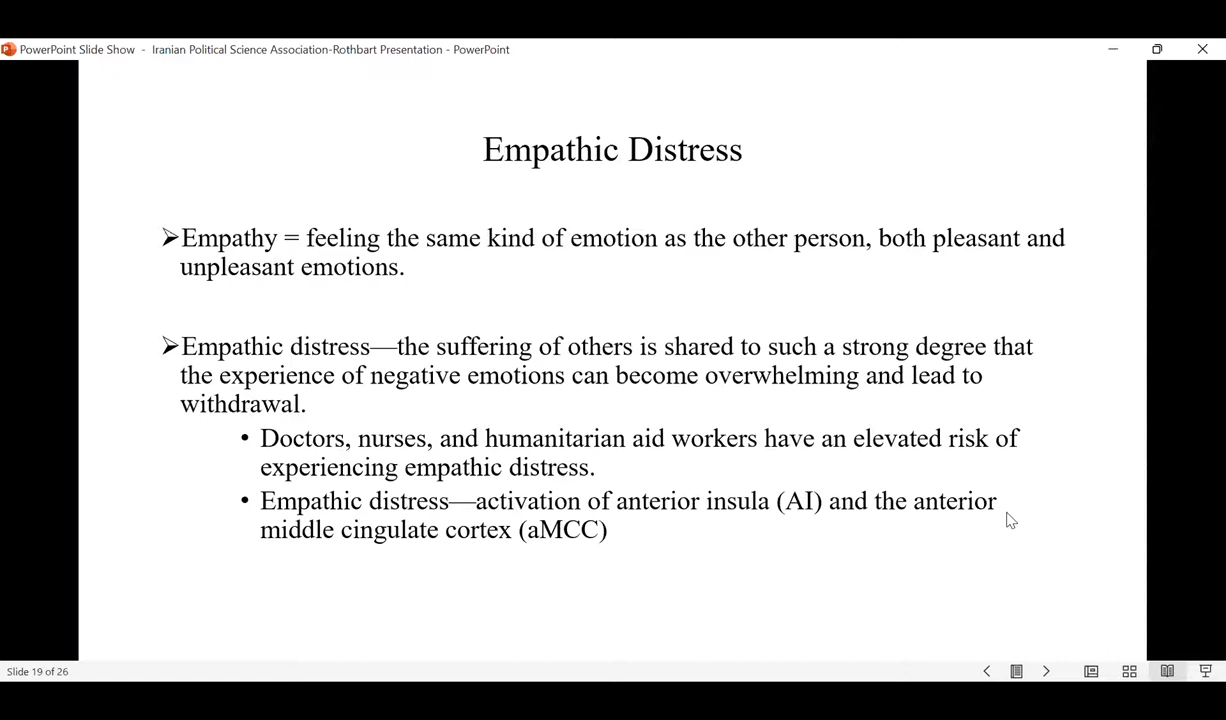 PowerPoint Slide Show - Iranian Political Science Association-Rothbart Presentation - PowerPoint
Empathic Distress
➢Empathy = feeling the same kind of emotion as the other person, both pleasant and
unpleasant emotions.
➢Empathic distress—the suffering of others is shared to such a strong degree that
the experience of negative emotions can become overwhelming and lead to
withdrawal.
• Doctors, nurses, and humanitarian aid workers have an elevated risk of
experiencing empathic distress.
• Empathic distress—activation of anterior insula (AI) and the anterior
middle cingulate cortex (aMCC)
Slide 19 of 26